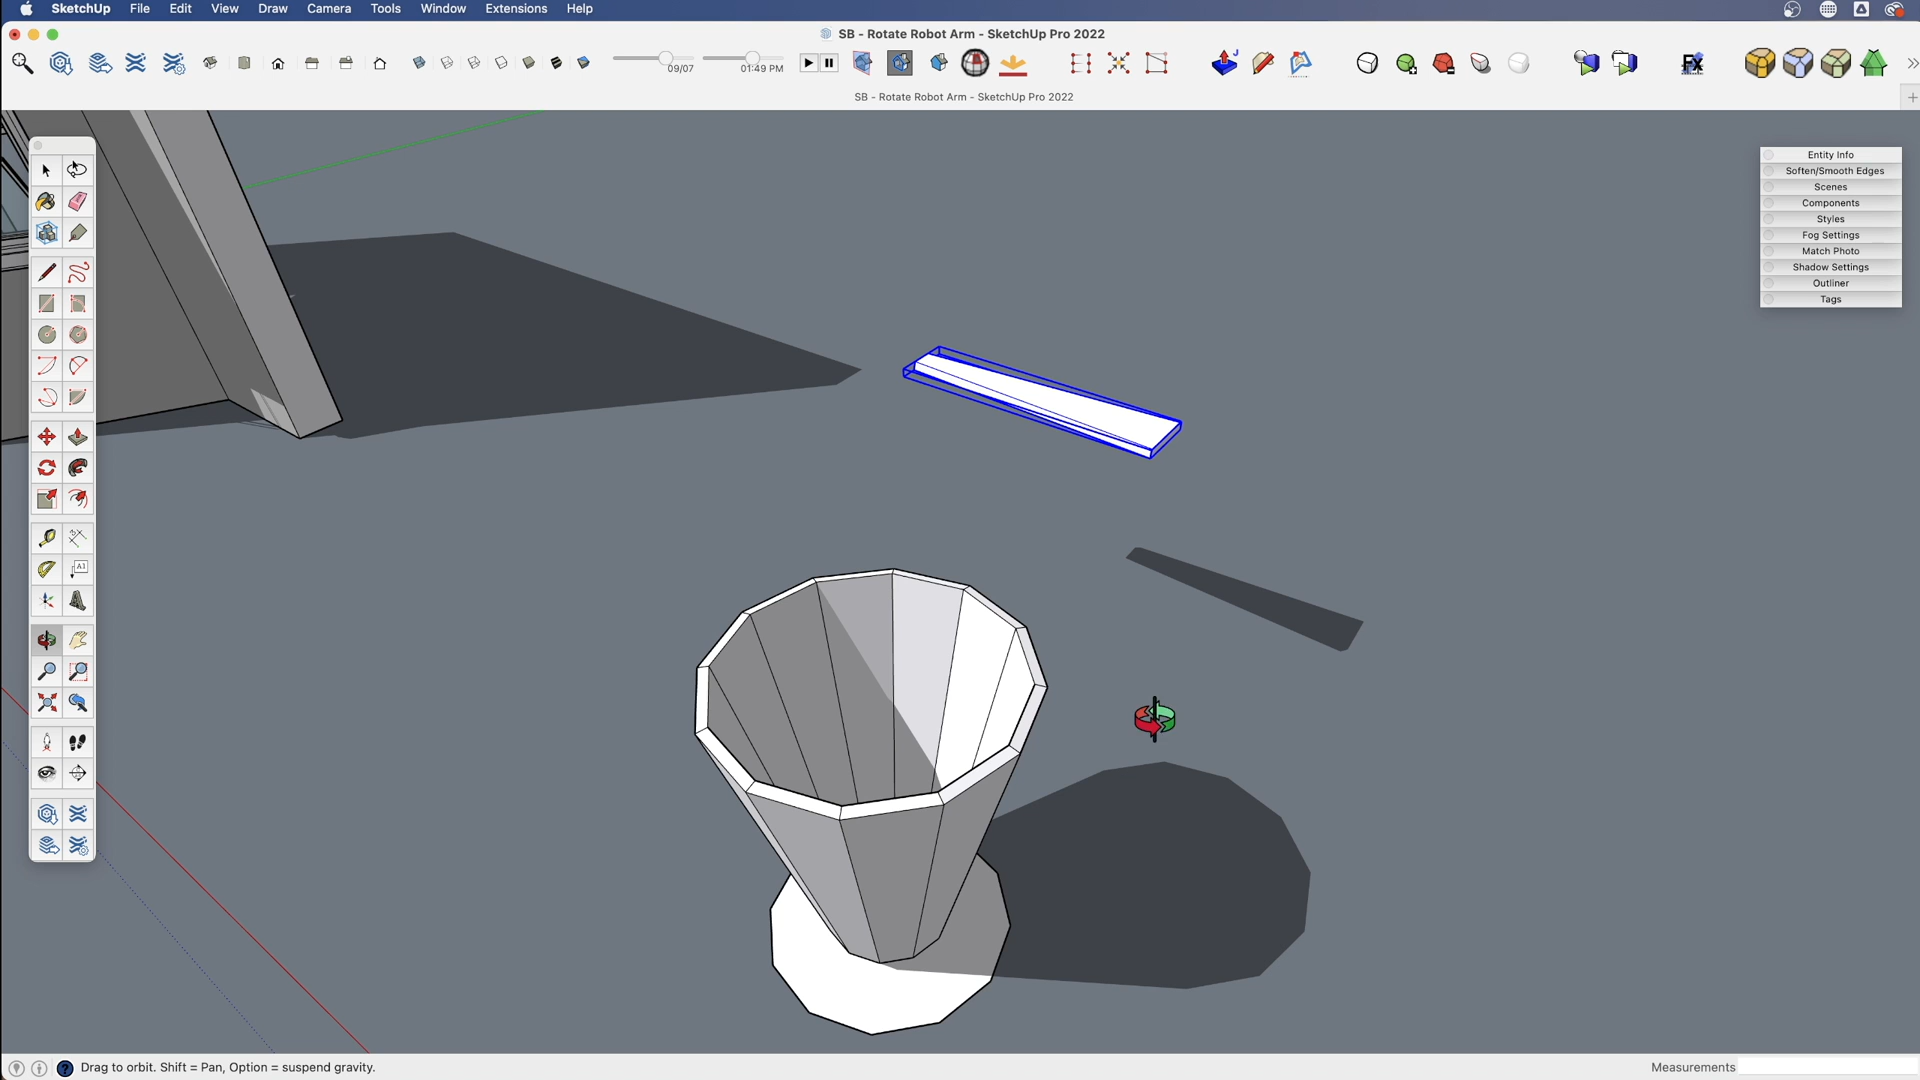 SketchUp File Edit View Draw Camera Tools Window Extensions Help
SB - Rotate Robot Arm - SketchUp Pro 2022
09/07
01:49 PM
J
FX
SB - Rotate Robot Arm - SketchUp Pro 2022
Entity Info
Soften/Smooth Edges
Scenes
Components
Styles
Fog Settings
Match Photo
Shadow Settings
Outliner
Tags
A1
Drag to orbit. Shift = Pan, Option = suspend gravity.
Measurements